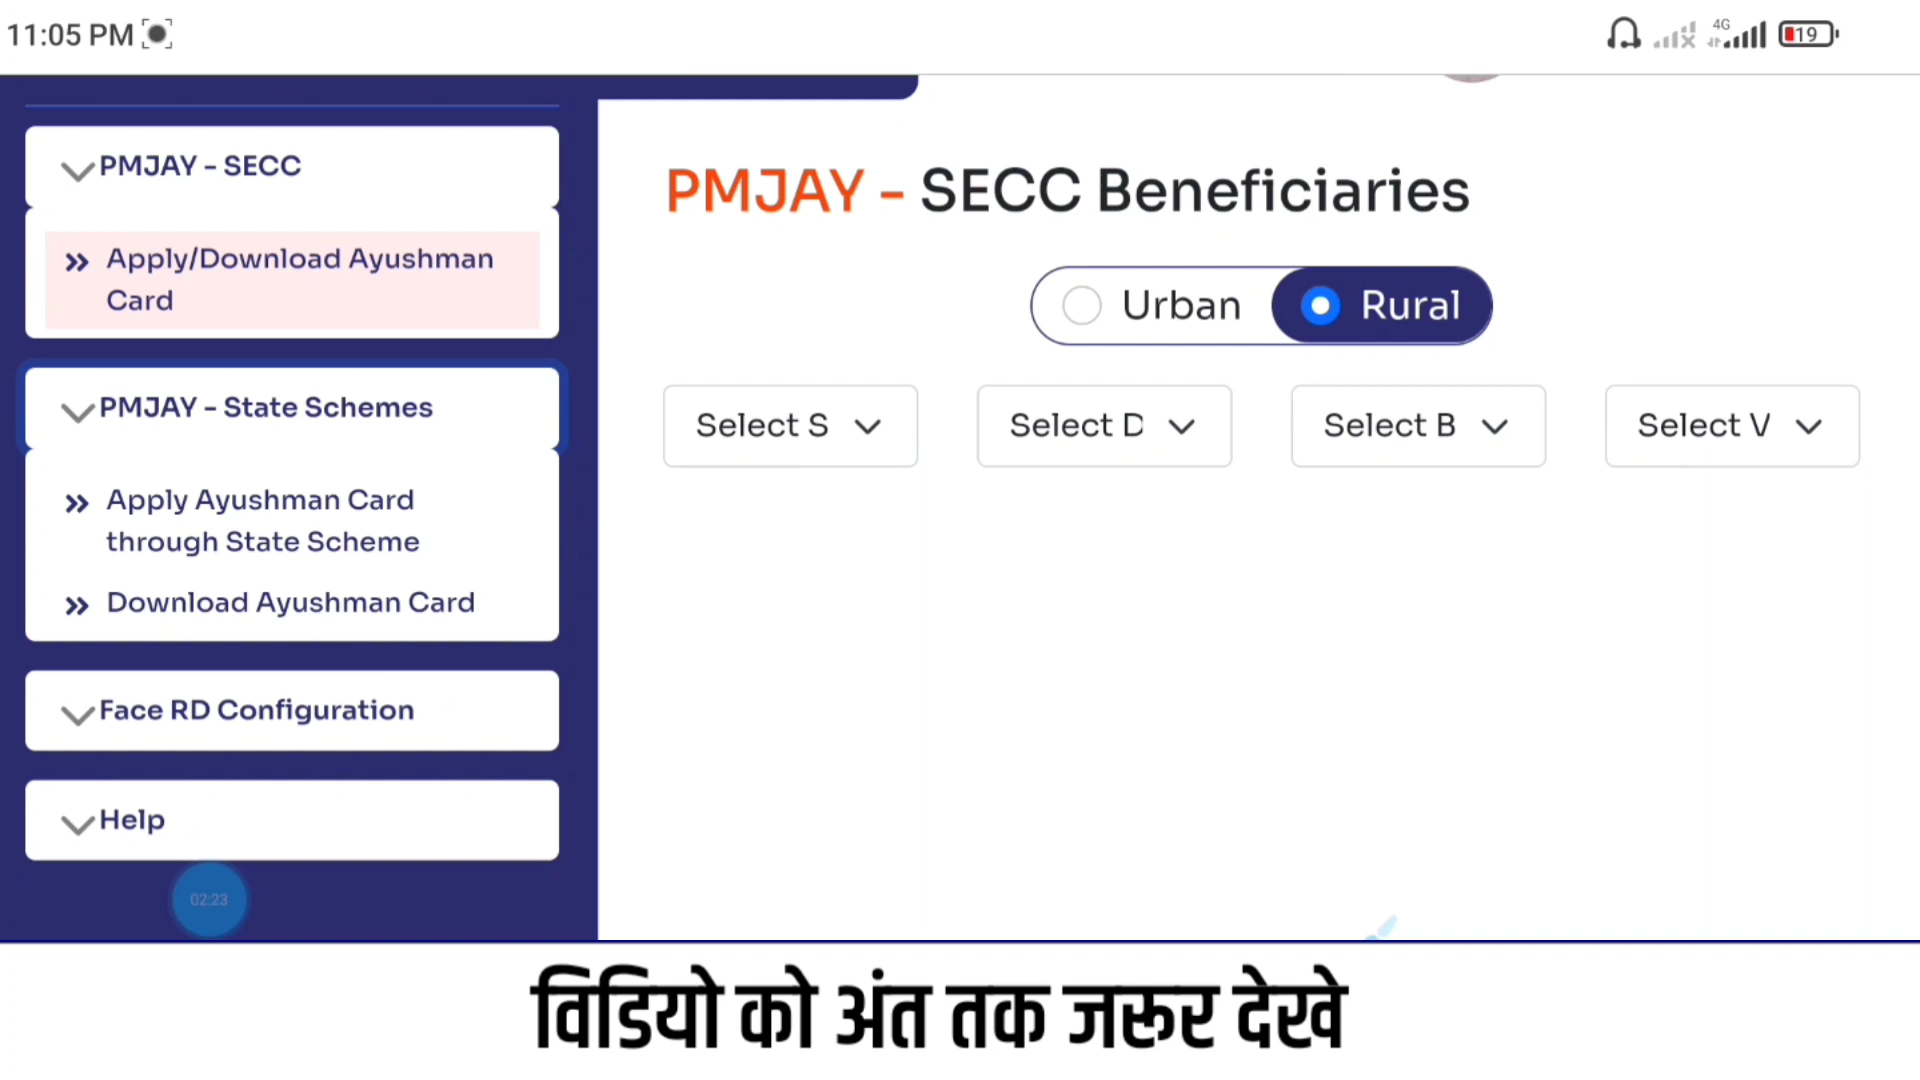 11:05 PM
4G
19
PMJAY - SECC
Apply/Download Ayushman
Card
PMJAY - State Schemes
Apply Ayushman Card
through State Scheme
Download Ayushman Card
Face RD Configuration
Help
02:23
PMJAY - SECC Beneficiaries
Urban
Rural
Select S
Select D
Select B
Select V
विडियो को अंत तक जरूर देखे